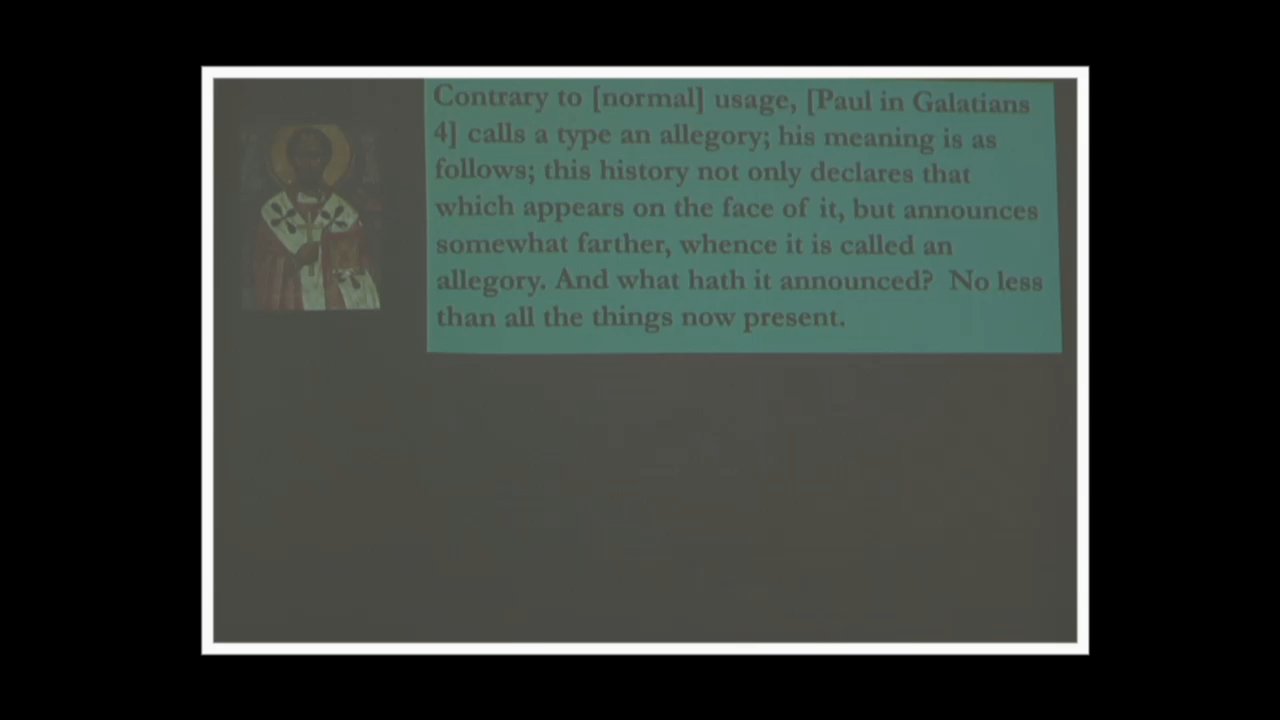 Contrary to [normal] usage, [Paul in Galatians
4] calls a type an allegory; his meaning is as
follows; this history not only declares that
which appears on the face of it, but announces
somewhat farther, whence it is called an
allegory. And what hath it announced?  No less
than all the things now present.